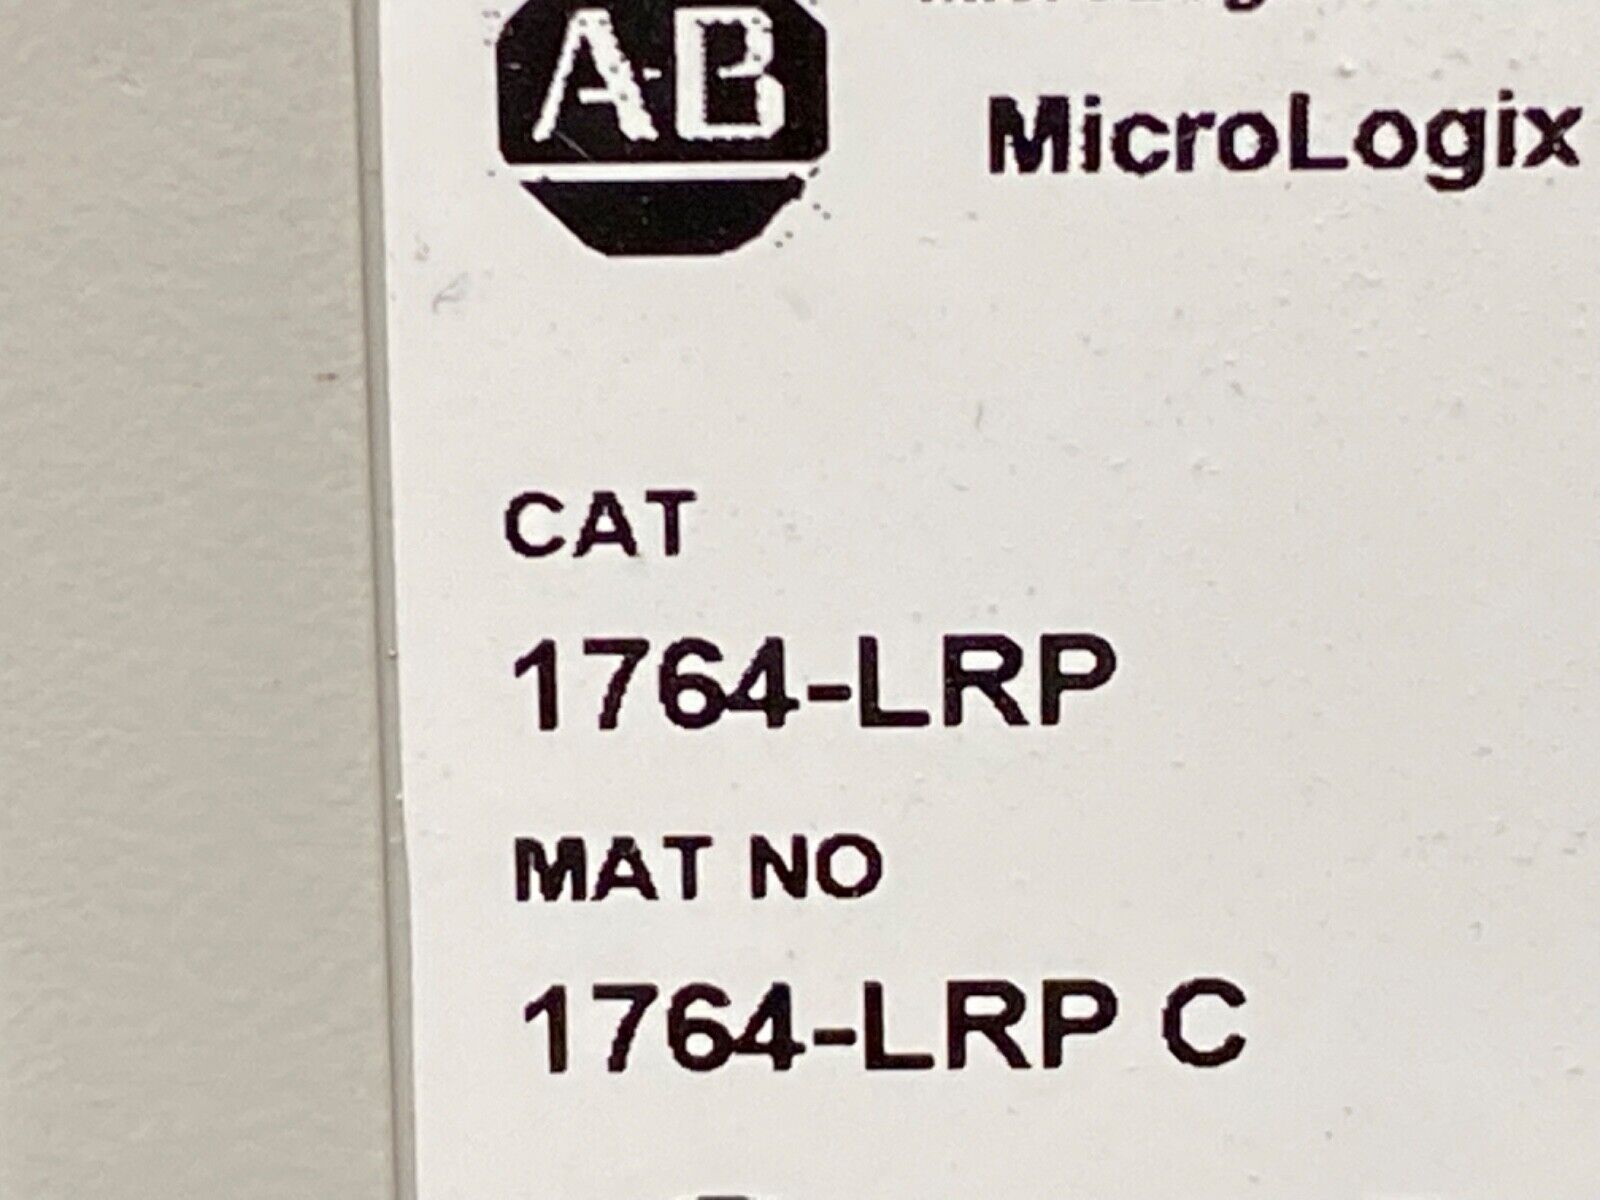 A-B
MicroLogix
CAT
1764-LRP
MAT NO
1764-LRP C